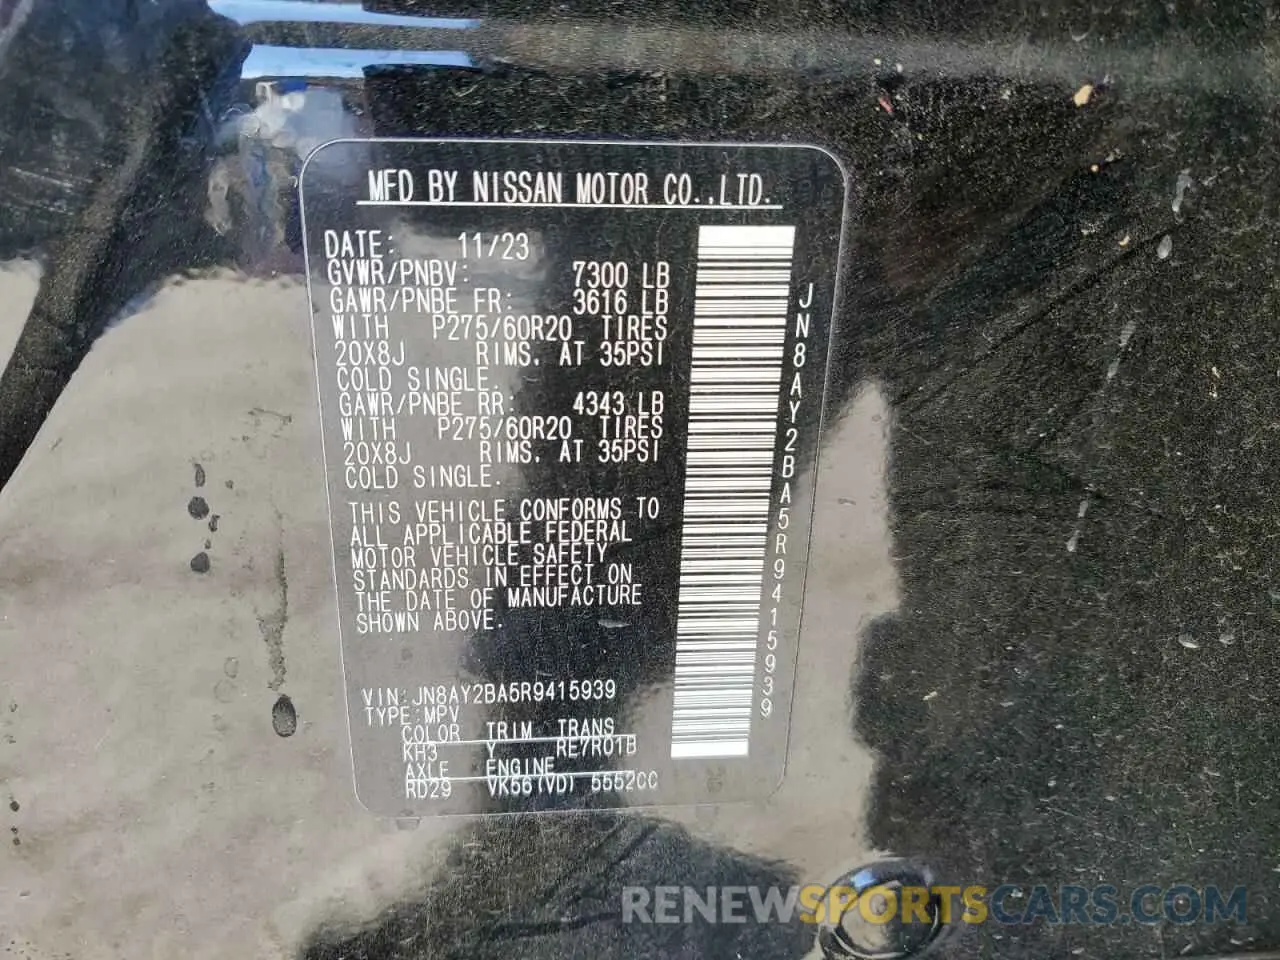 MFD BY NISSAN MOTOR CO.,LTD.
DATE: 11/23
GVWR/PNBV: 7300 LB
GAWR/PNBE FR: 3616 LB
WITH P275/60R20 TIRES
20X8J RIMS. AT 35PSI
COLD SINGLE.
GAWR/PNBE RR: 4343 LB
WITH P275/60R20 TIRES
20X8J RIMS. AT 35PSI
COLD SINGLE.
THIS VEHICLE CONFORMS TO
ALL APPLICABLE FEDERAL
MOTOR VEHICLE SAFETY
STANDARDS IN EFFECT ON
THE DATE OF MANUFACTURE
SHOWN ABOVE.
VIN:JN8AY2BA5R9415939
TYPE:MPV
COLOR TRIM TRANS
KH3 Y RE7R01B
AXLE ENGINE
RD29 VK56(VD) 5552CC
JN8AY2BA5R9415939
RENEWSPORTSCARS.COM